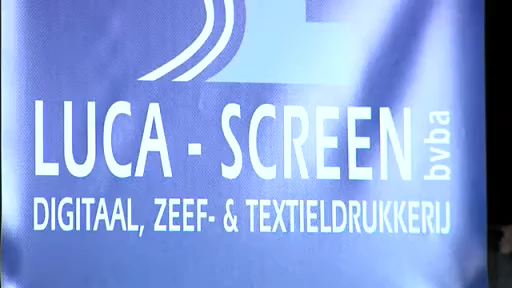 LUCA - SCREEN bvba
DIGITAAL, ZEEF- & TEXTIELDRUKKERIJ